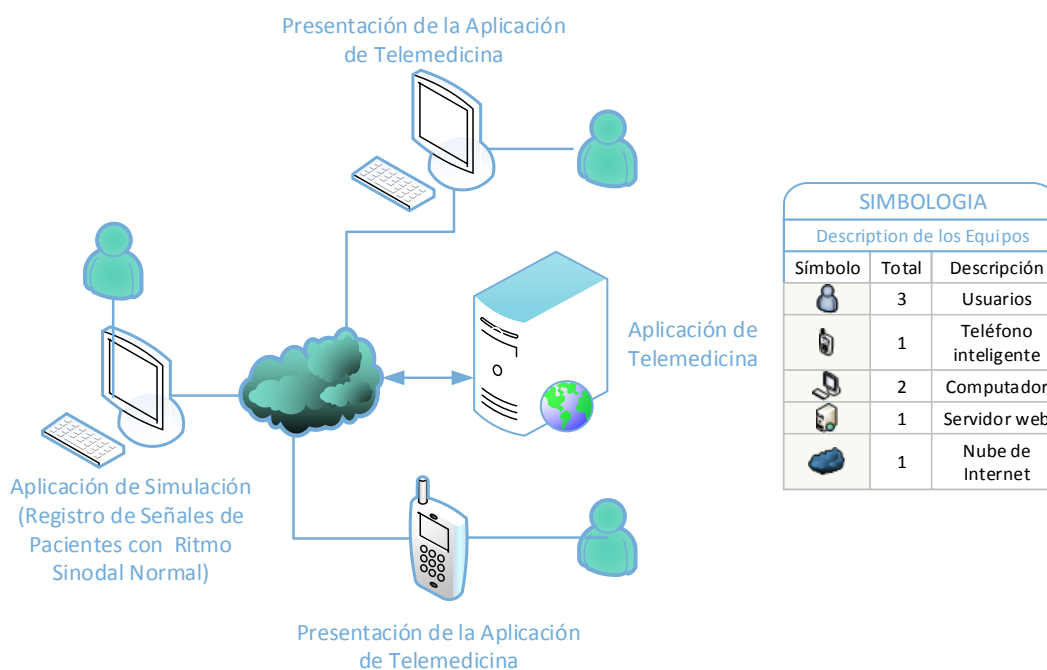 Presentación de la Aplicación
de Telemedicina
Aplicación de
Telemedicina
Aplicación de Simulación
(Registro de Señales de
Pacientes con Ritmo
Sinodal Normal)
Presentación de la Aplicación
de Telemedicina
SIMBOLOGIA
Description de los Equipos
Símbolo Total Descripción
3 Usuarios
1 Teléfono
inteligente
2 Computador
1 Servidor web
1 Nube de
Internet